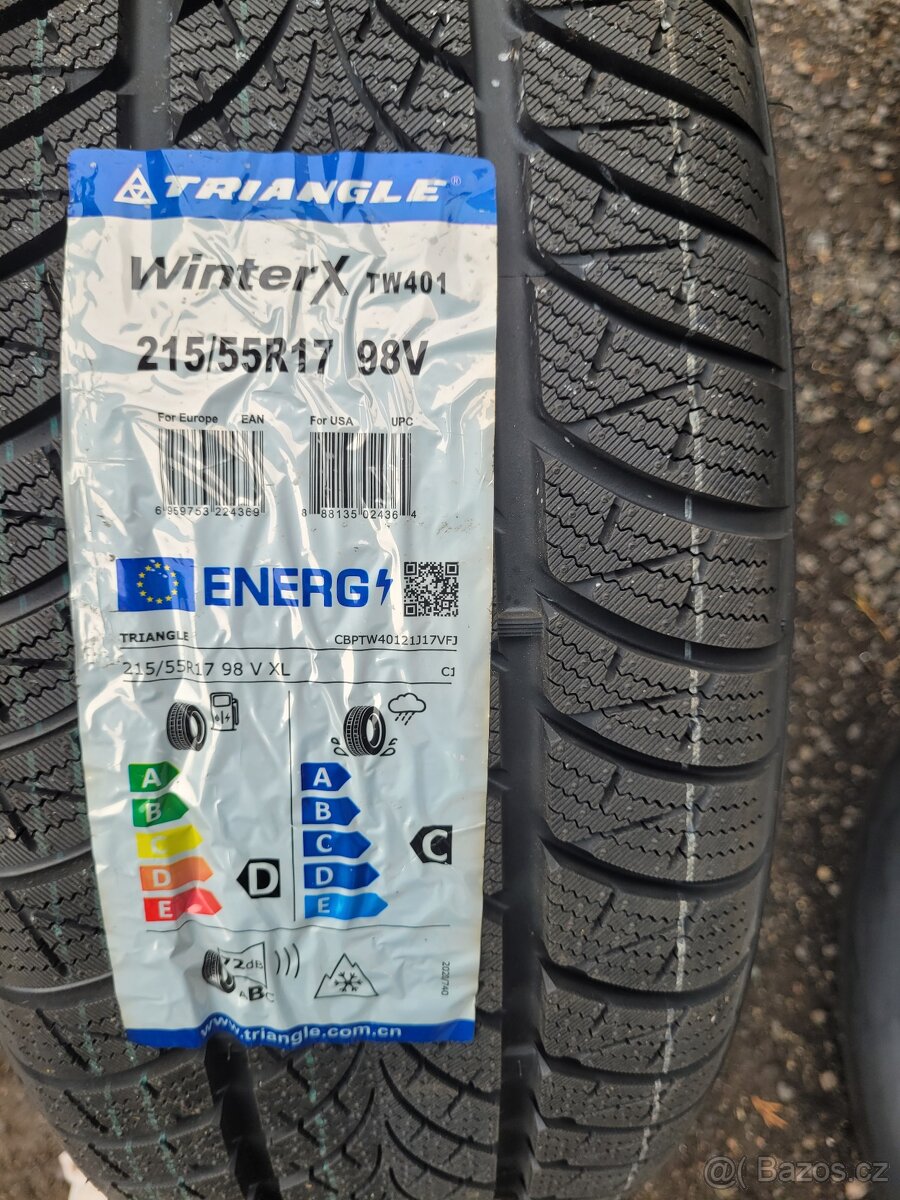 TRIANGLE®
WinterX TW401
215/55R17 98V
For Europe EAN For USA UPC
6 959753 224369 8 88135 02436 4
ENERG
TRIANGLE CBPTW40121J17VFJ
215/55R17 98 V XL C1
A A
B B
C C C
D D D
E E
72dB
ABC
2020/740
www.triangle.com.cn
@( Bazos.cz